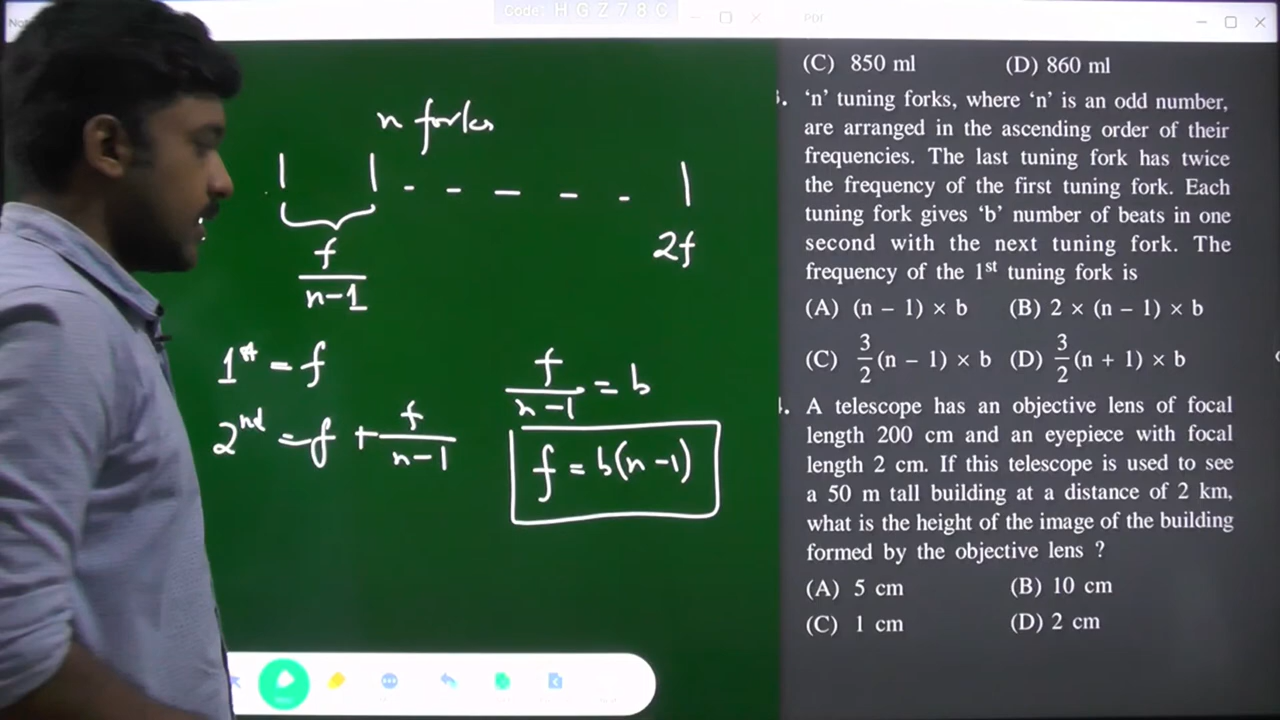 Code: HGZ78C
PDF
n forks
2f
f
n-1
1st = f
2nd = f + f/n-1
f/n-1 = b
f = b(n-1)
(C) 850 ml (D) 860 ml
'n' tuning forks, where 'n' is an odd number,
are arranged in the ascending order of their
frequencies. The last tuning fork has twice
the frequency of the first tuning fork. Each
tuning fork gives 'b' number of beats in one
second with the next tuning fork. The
frequency of the 1st tuning fork is
(A) (n – 1) × b (B) 2 × (n – 1) × b
(C) 3/2 (n – 1) × b (D) 3/2 (n + 1) × b
A telescope has an objective lens of focal
length 200 cm and an eyepiece with focal
length 2 cm. If this telescope is used to see
a 50 m tall building at a distance of 2 km,
what is the height of the image of the building
formed by the objective lens ?
(A) 5 cm (B) 10 cm
(C) 1 cm (D) 2 cm